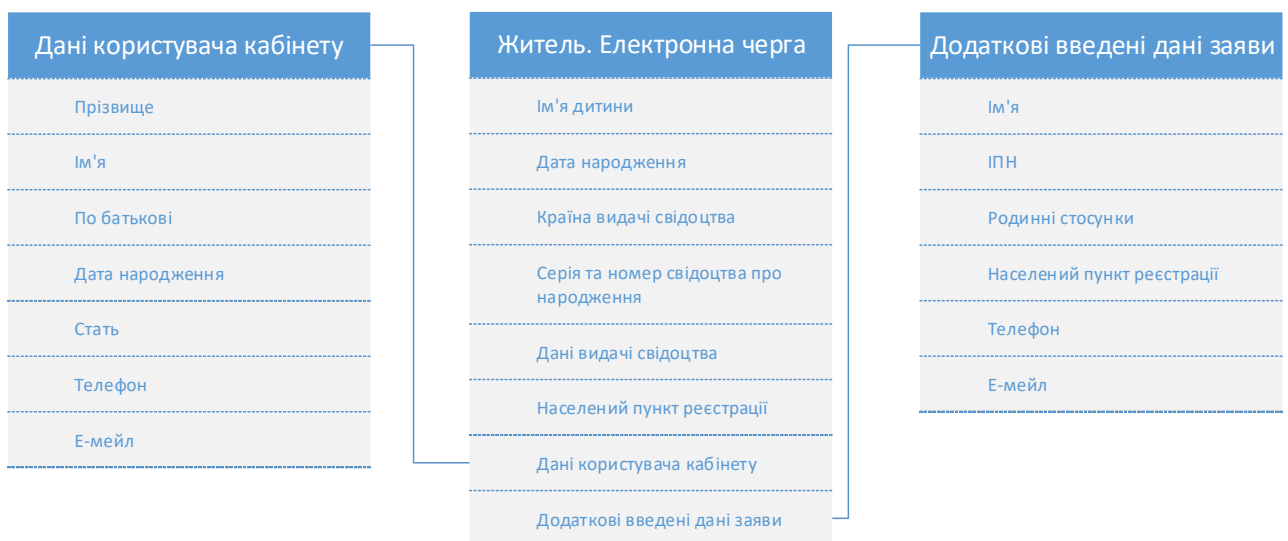 Дані користувача кабінету
Прізвище
Ім'я
По батькові
Дата народження
Стать
Телефон
Е-мейл
Житель. Електронна черга
Ім'я дитини
Дата народження
Країна видачі свідоцтва
Серія та номер свідоцтва про
народження
Дані видачі свідоцтва
Населений пункт реєстрації
Дані користувача кабінету
Додаткові введені дані заяви
Додаткові введені дані заяви
Ім'я
ІПН
Родинні стосунки
Населений пункт реєстрації
Телефон
Е-мейл